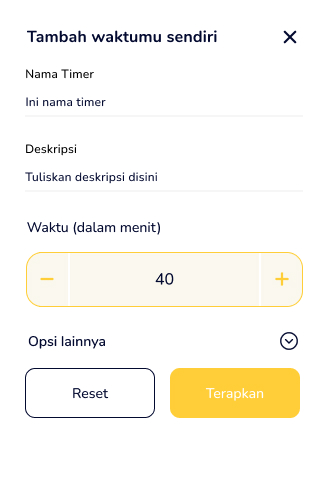 Tambah waktumu sendiri
Nama Timer
Ini nama timer
Deskripsi
Tuliskan deskripsi disini
Waktu (dalam menit)
− 40 +
Opsi lainnya
Reset Terapkan